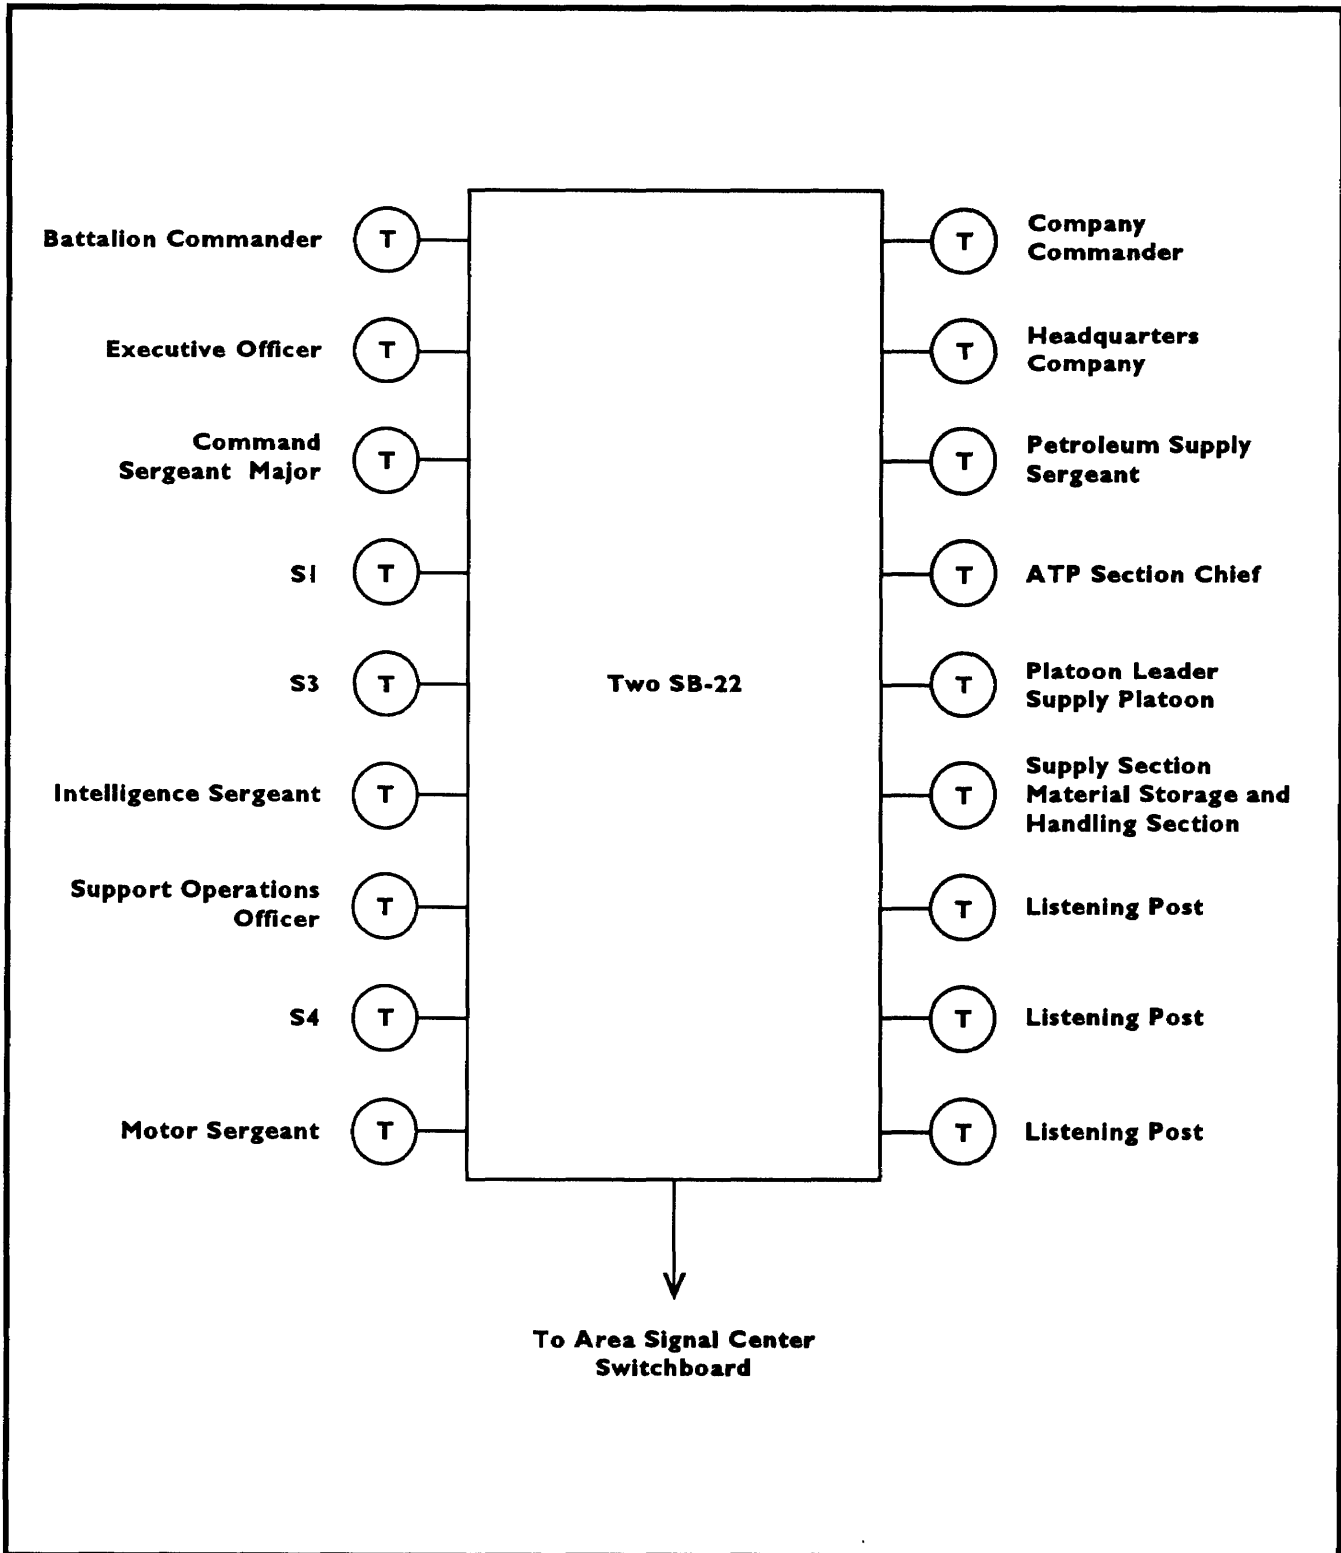 Battalion Commander
T
T
Company
Commander
Executive Officer
T
T
Headquarters
Company
Command
Sergeant Major
T
T
Petroleum Supply
Sergeant
S1
T
T
ATP Section Chief
S3
T
Two SB-22
T
Platoon Leader
Supply Platoon
Intelligence Sergeant
T
T
Supply Section
Material Storage and
Handling Section
Support Operations
Officer
T
T
Listening Post
S4
T
T
Listening Post
Motor Sergeant
T
T
Listening Post
To Area Signal Center
Switchboard